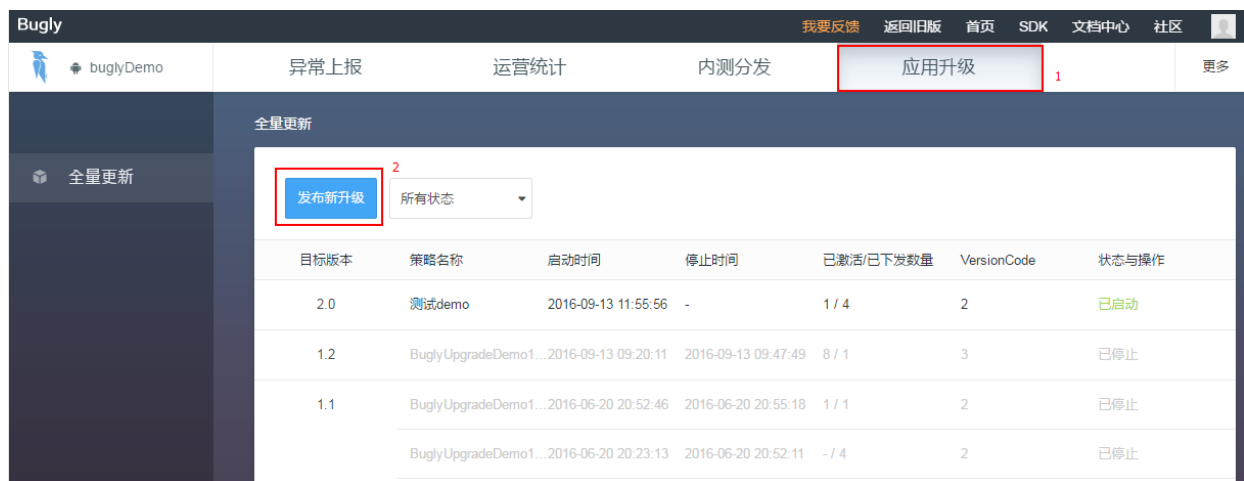 Bugly 我要反馈 返回旧版 首页 SDK 文档中心 社区
buglyDemo 异常上报 运营统计 内测分发 应用升级 1 更多
全量更新
全量更新
2
发布新升级 所有状态
目标版本 策略名称 启动时间 停止时间 已激活/已下发数量 VersionCode 状态与操作
2.0 测试demo 2016-09-13 11:55:56 - 1 / 4 2 已启动
1.2 BuglyUpgradeDemo1... 2016-09-13 09:20:11 2016-09-13 09:47:49 8 / 1 3 已停止
1.1 BuglyUpgradeDemo1... 2016-06-20 20:52:46 2016-06-20 20:55:18 1 / 1 2 已停止
BuglyUpgradeDemo1... 2016-06-20 20:23:13 2016-06-20 20:52:11 - / 4 2 已停止